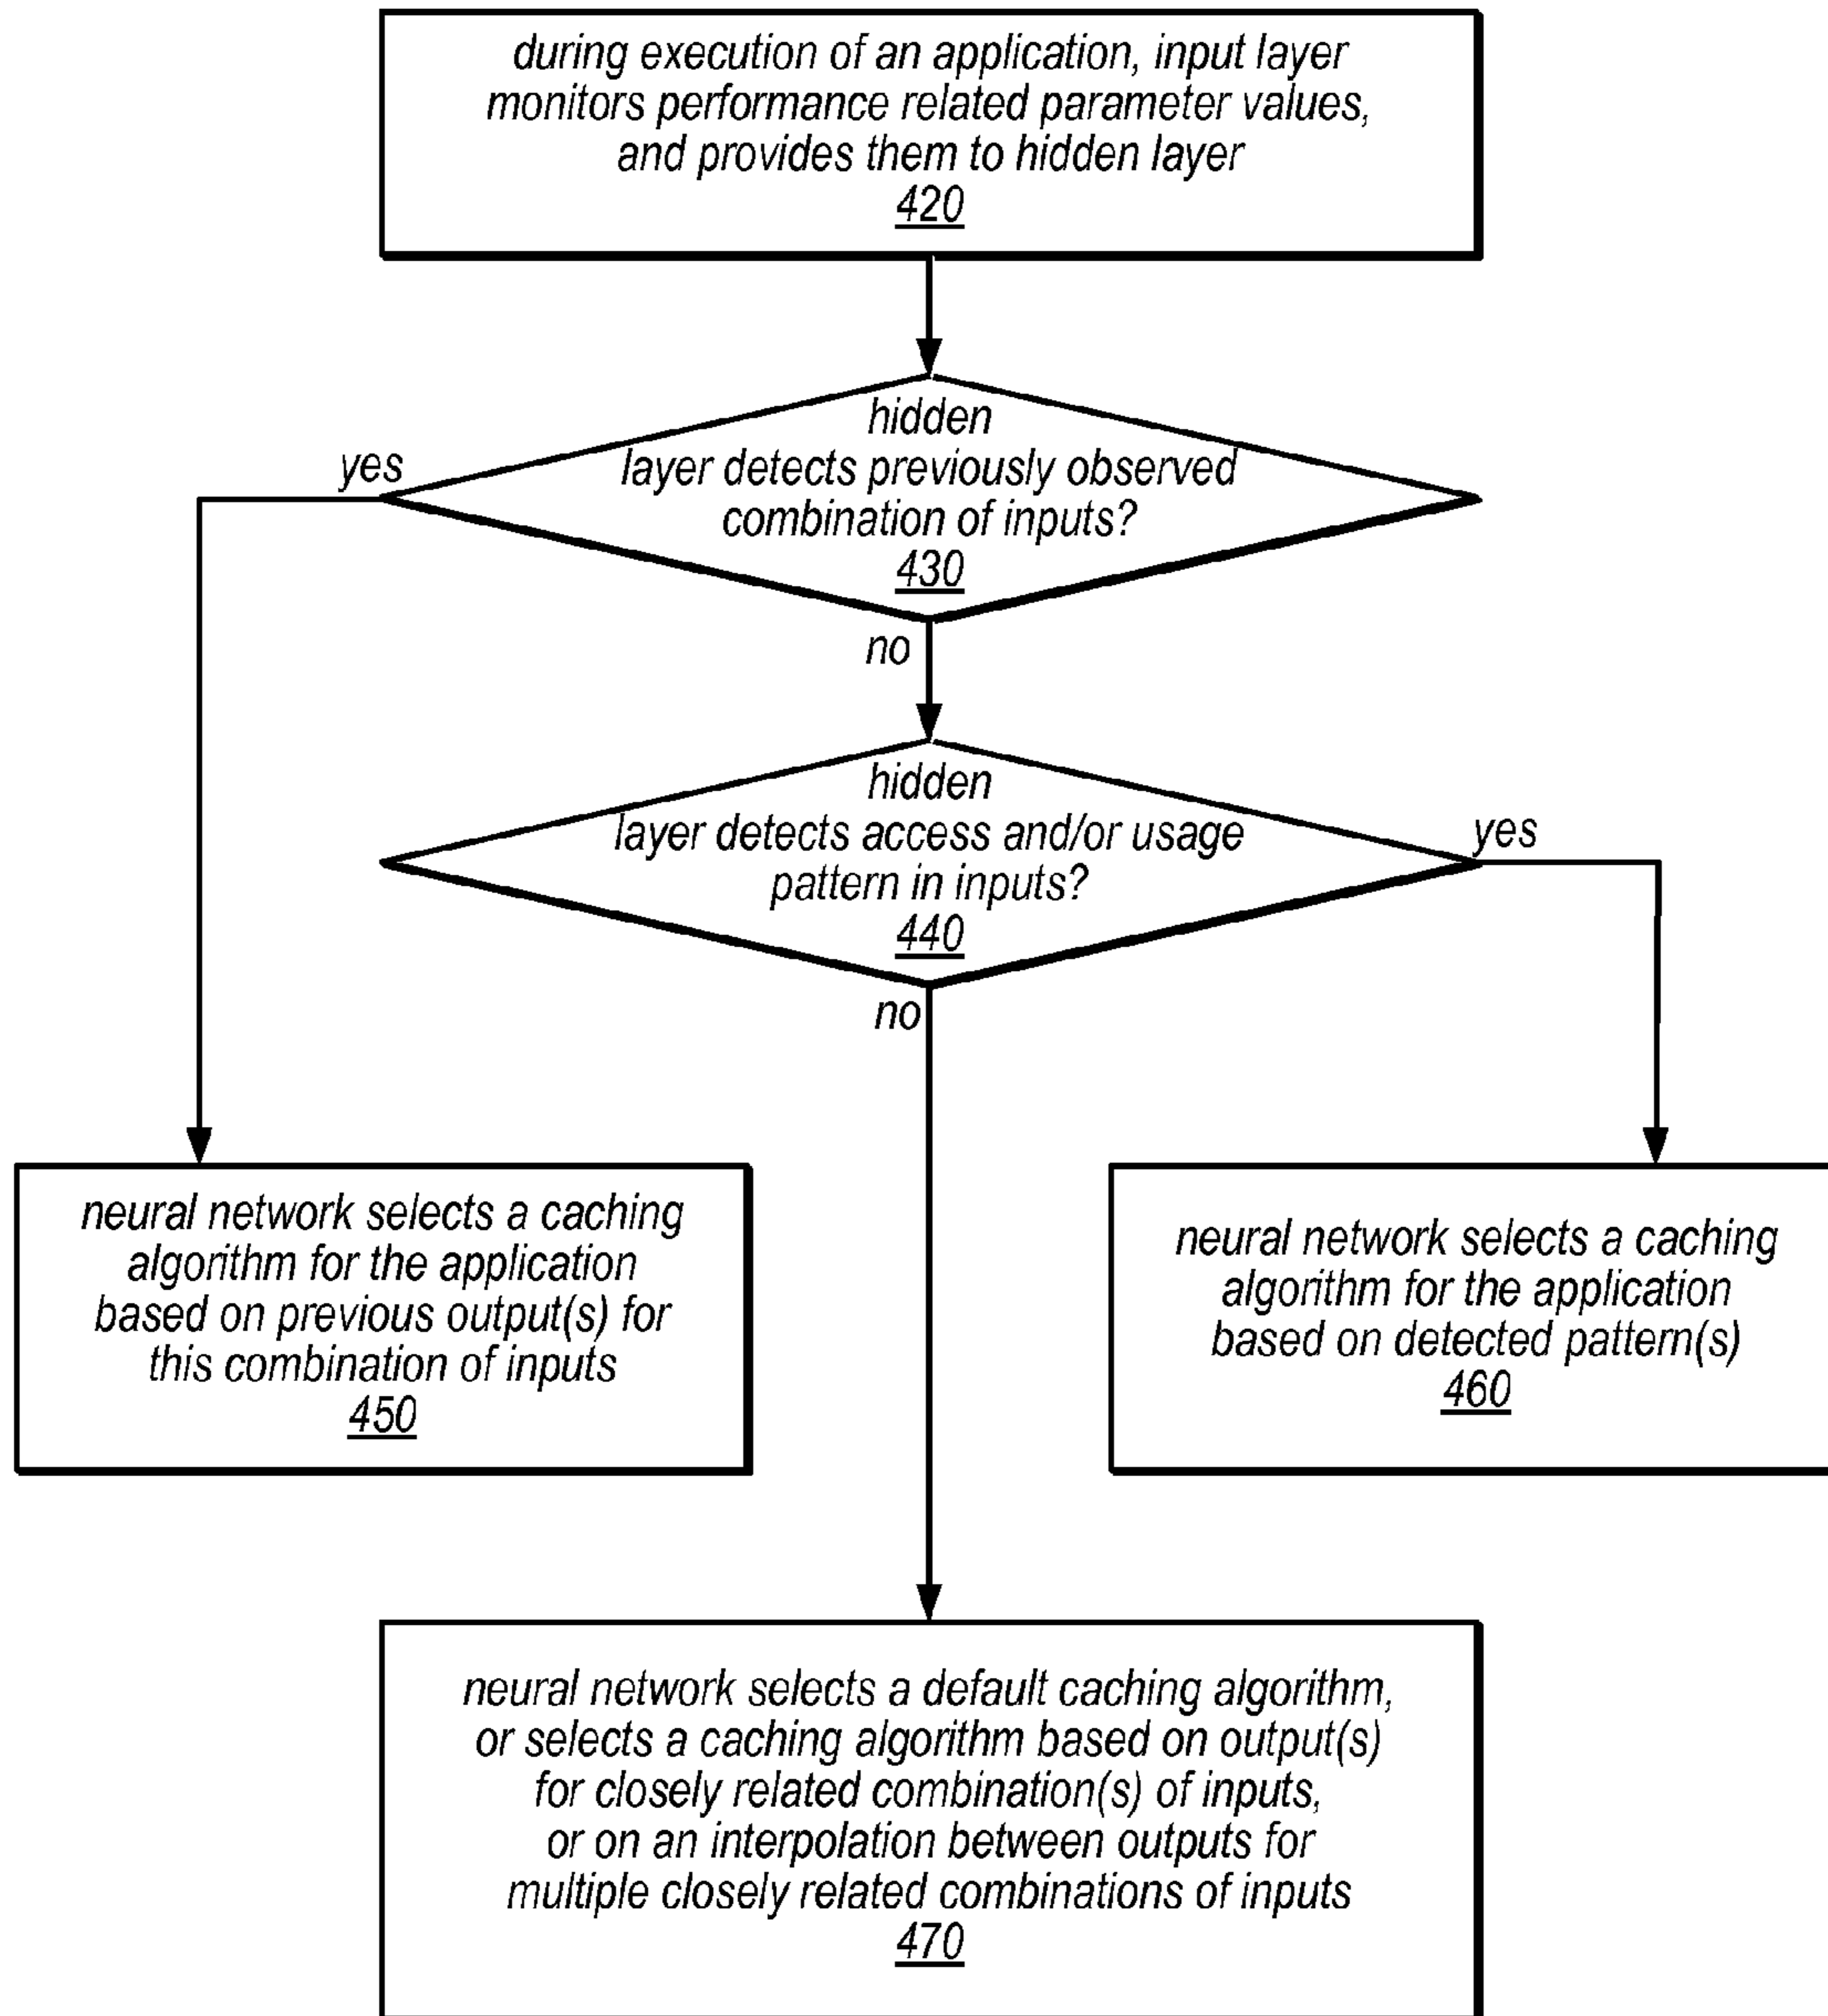 during execution of an application, input layer
monitors performance related parameter values,
and provides them to hidden layer
420
hidden
layer detects previously observed
combination of inputs?
430
yes
no
hidden
layer detects access and/or usage
pattern in inputs?
440
yes
no
neural network selects a caching
algorithm for the application
based on previous output(s) for
this combination of inputs
450
neural network selects a caching
algorithm for the application
based on detected pattern(s)
460
neural network selects a default caching algorithm,
or selects a caching algorithm based on output(s)
for closely related combination(s) of inputs,
or on an interpolation between outputs for
multiple closely related combinations of inputs
470